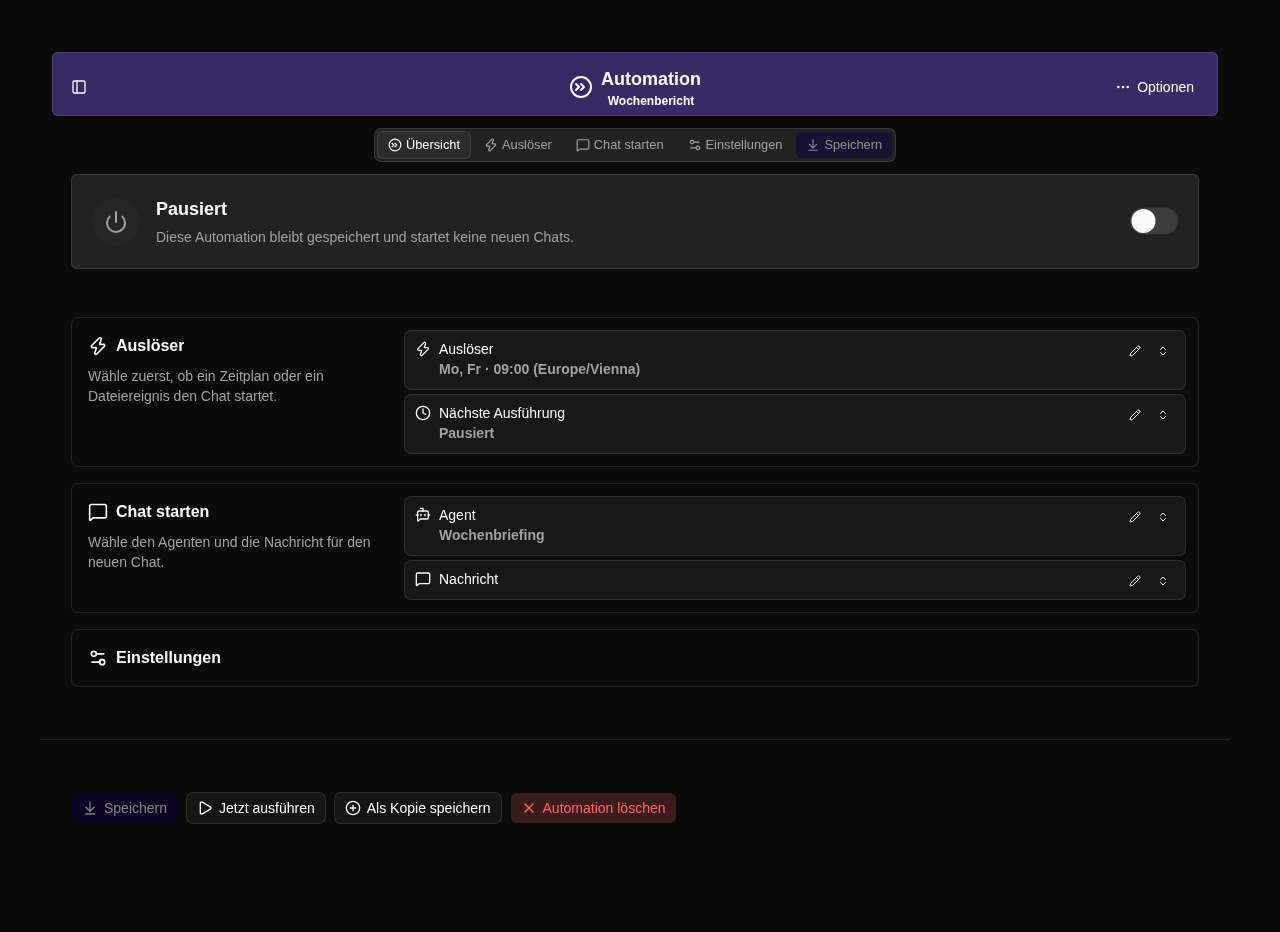 Automation
Wochenbericht
Optionen
Übersicht
Auslöser
Chat starten
Einstellungen
Speichern
Pausiert
Diese Automation bleibt gespeichert und startet keine neuen Chats.
Auslöser
Wähle zuerst, ob ein Zeitplan oder ein
Dateiereignis den Chat startet.
Auslöser
Mo, Fr · 09:00 (Europe/Vienna)
Nächste Ausführung
Pausiert
Chat starten
Wähle den Agenten und die Nachricht für den
neuen Chat.
Agent
Wochenbriefing
Nachricht
Einstellungen
Speichern
Jetzt ausführen
Als Kopie speichern
Automation löschen